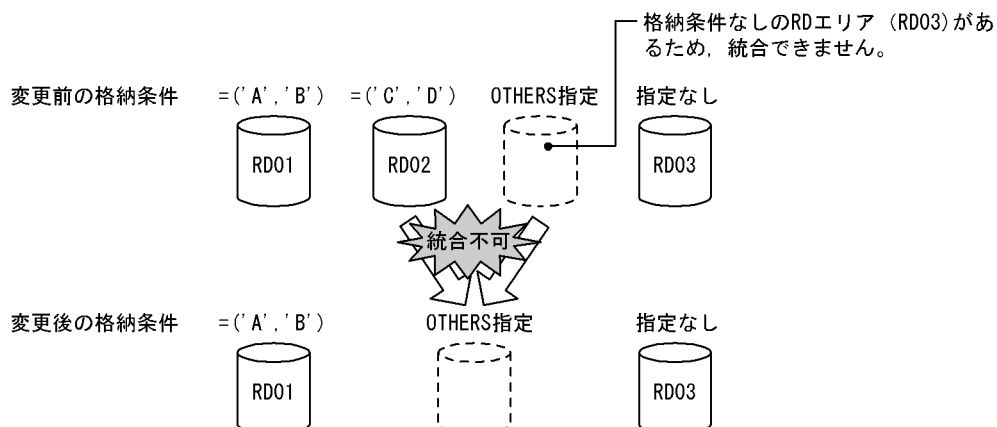 格納条件なしのRDエリア（RD03）があ
るため，統合できません。
変更前の格納条件 =('A','B') =('C','D') OTHERS指定 指定なし
RD01 RD02 RD03
統合不可
変更後の格納条件 =('A','B') OTHERS指定 指定なし
RD01 RD03